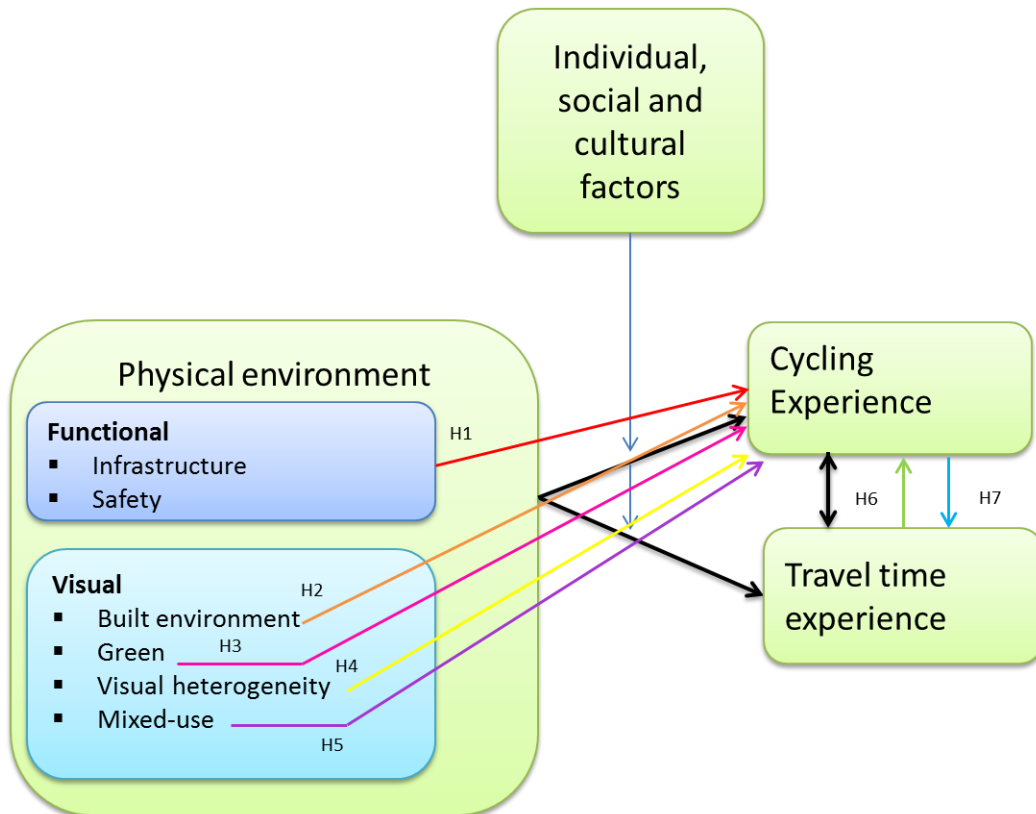 Individual,
social and
cultural
factors
Physical environment
Functional
▪ Infrastructure
▪ Safety
H1
Cycling
Experience
H6
H7
Travel time
experience
Visual
▪ Built environment
H2
▪ Green
H3
▪ Visual heterogeneity
H4
▪ Mixed-use
H5